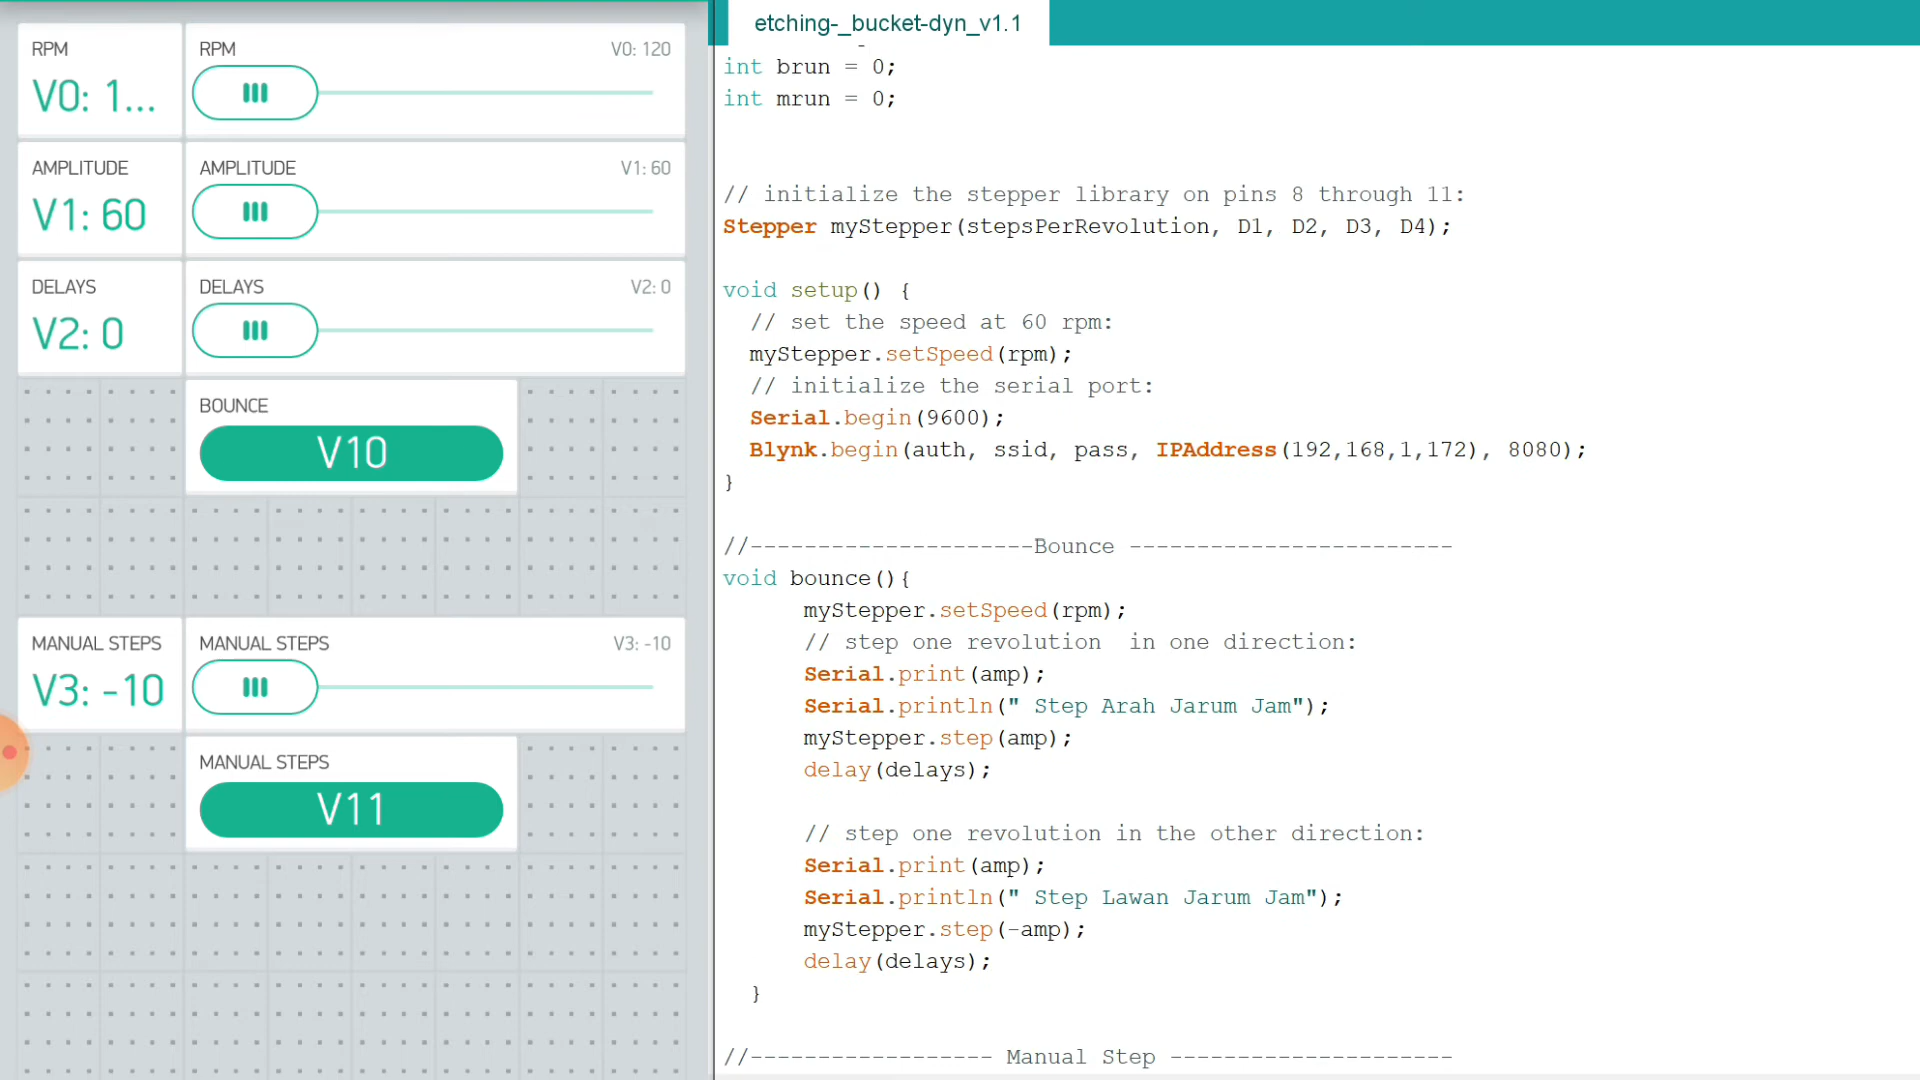 RPM
V0: 1...
RPM
V0: 120
AMPLITUDE
V1: 60
AMPLITUDE
V1: 60
DELAYS
V2: 0
DELAYS
V2: 0
BOUNCE
V10
MANUAL STEPS
V3: -10
MANUAL STEPS
V3: -10
MANUAL STEPS
V11
etching-_bucket-dyn_v1.1
int brun = 0;
int mrun = 0;
// initialize the stepper library on pins 8 through 11:
Stepper myStepper(stepsPerRevolution, D1, D2, D3, D4);
void setup() {
// set the speed at 60 rpm:
myStepper.setSpeed(rpm);
// initialize the serial port:
Serial.begin(9600);
Blynk.begin(auth, ssid, pass, IPAddress(192,168,1,172), 8080);
}
//-----------------------Bounce ------------------------
void bounce(){
myStepper.setSpeed(rpm);
// step one revolution  in one direction:
Serial.print(amp);
Serial.println(" Step Arah Jarum Jam");
myStepper.step(amp);
delay(delays);
// step one revolution in the other direction:
Serial.print(amp);
Serial.println(" Step Lawan Jarum Jam");
myStepper.step(-amp);
delay(delays);
}
//------------------ Manual Step ---------------------